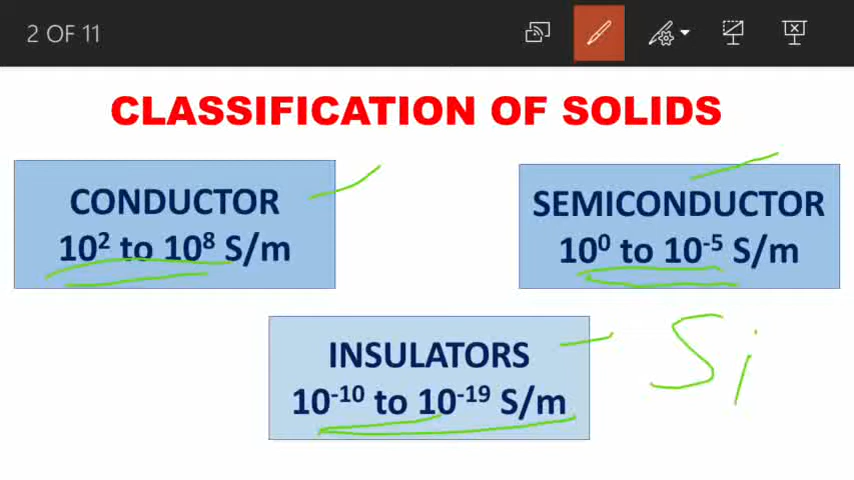 2 OF 11
CLASSIFICATION OF SOLIDS
CONDUCTOR
10² to 10⁸ S/m
SEMICONDUCTOR
10⁰ to 10⁻⁵ S/m
INSULATORS
10⁻¹⁰ to 10⁻¹⁹ S/m
Si